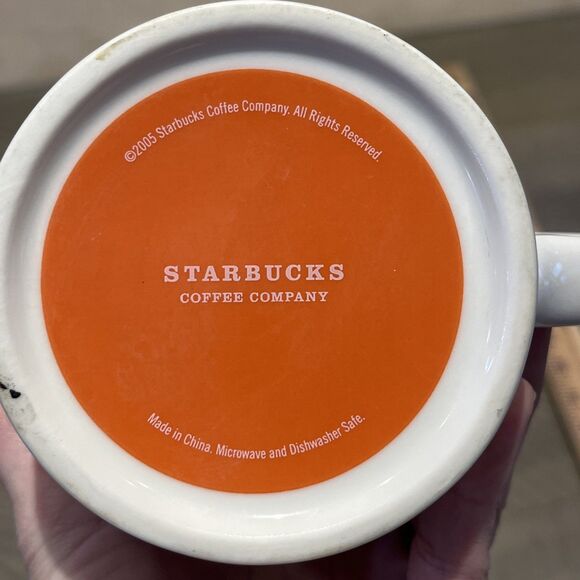 ©2005 Starbucks Coffee Company. All Rights Reserved.
STARBUCKS
COFFEE COMPANY
Made in China. Microwave and Dishwasher Safe.